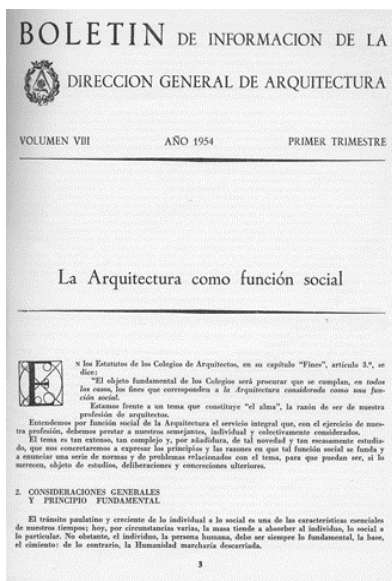 BOLETIN DE INFORMACION DE LA
DIRECCION GENERAL DE ARQUITECTURA
VOLUMEN VIII AÑO 1954 PRIMER TRIMESTRE
La Arquitectura como función social
EN los Estatutos de los Colegios de Arquitectos, en su capítulo "Fines", artículo 3.º, se
dice:
"El objeto fundamental de los Colegios será procurar que se cumplan, en todos
los casos, los fines que corresponden a la Arquitectura considerada como una fun-
ción social.
Estamos frente a un tema que constituye "el alma", la razón de ser de nuestra
profesión de arquitectos.
Entendemos por función social de la Arquitectura el servicio integral que, con el ejercicio de nues-
tra profesión, debemos prestar a nuestros semejantes, individual y colectivamente considerados.
El tema es tan extenso, tan complejo y, por añadidura, de tal novedad y tan escasamente estudia-
do, que nos concretaremos a expresar los principios y las razones en que tal función social se funda y
a enunciar una serie de normas y de problemas relacionados con el tema, para que puedan ser, si lo
merecen, objeto de estudios, deliberaciones y concreciones ulteriores.
2. CONSIDERACIONES GENERALES
Y PRINCIPIO FUNDAMENTAL
El tránsito paulatino y creciente de lo individual a lo social es una de las características esenciales
de nuestros tiempos; hoy, por circunstancias varias, la masa tiende a absorber al individuo, lo social a
lo particular. No obstante, el individuo, la persona humana, debe ser siempre lo fundamental, la base,
el cimiento: de lo contrario, la Humanidad marcharía descarriada.
3